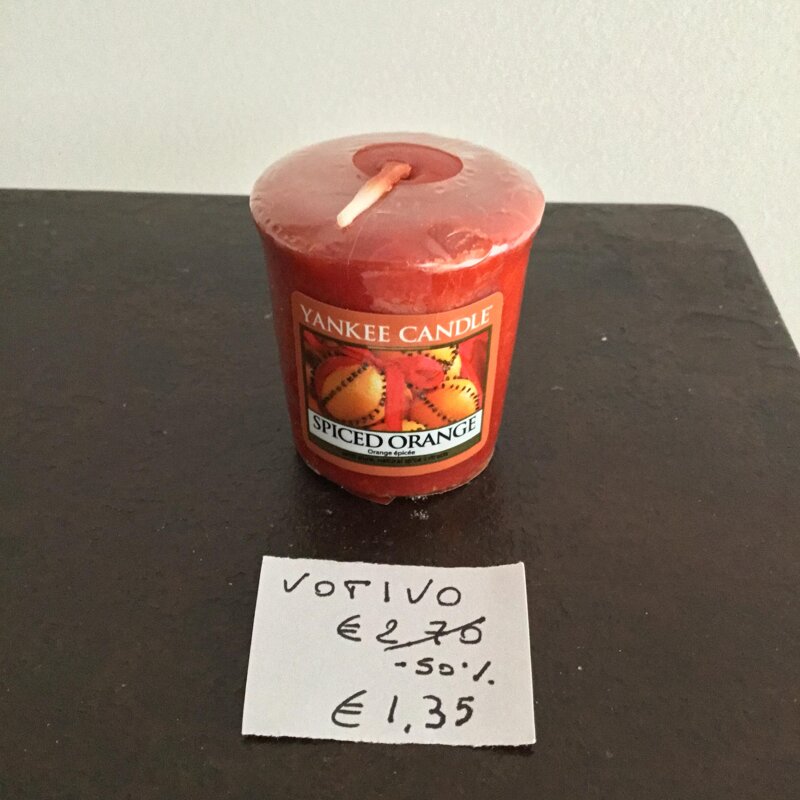 YANKEE CANDLE
SPICED ORANGE
Orange épicée
VOTIVO
€ 2,70
-50%
€ 1,35